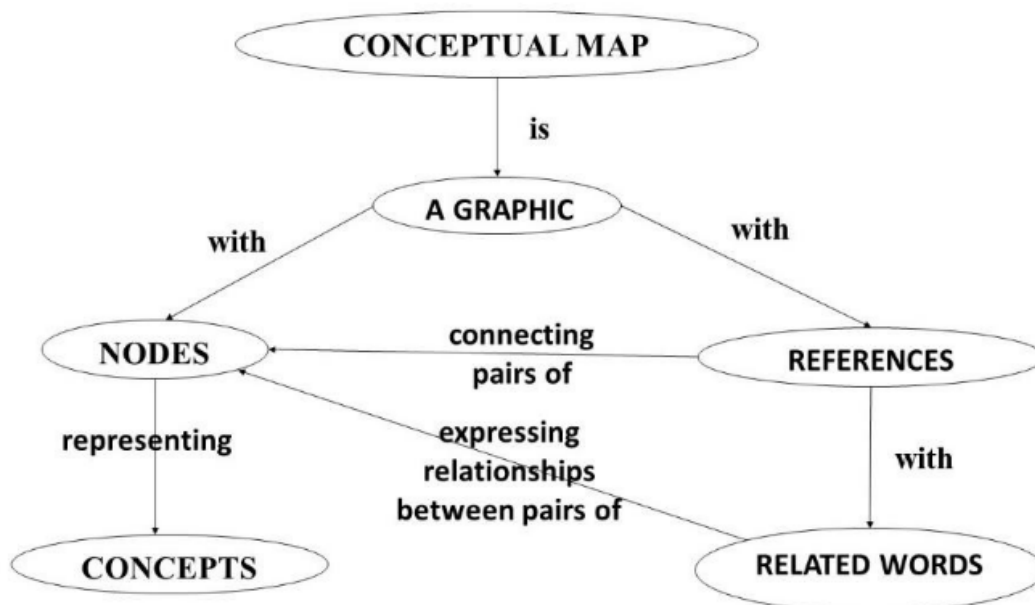 CONCEPTUAL MAP
is
A GRAPHIC
with
with
NODES
connecting
pairs of
REFERENCES
representing
expressing
relationships
between pairs of
with
CONCEPTS
RELATED WORDS